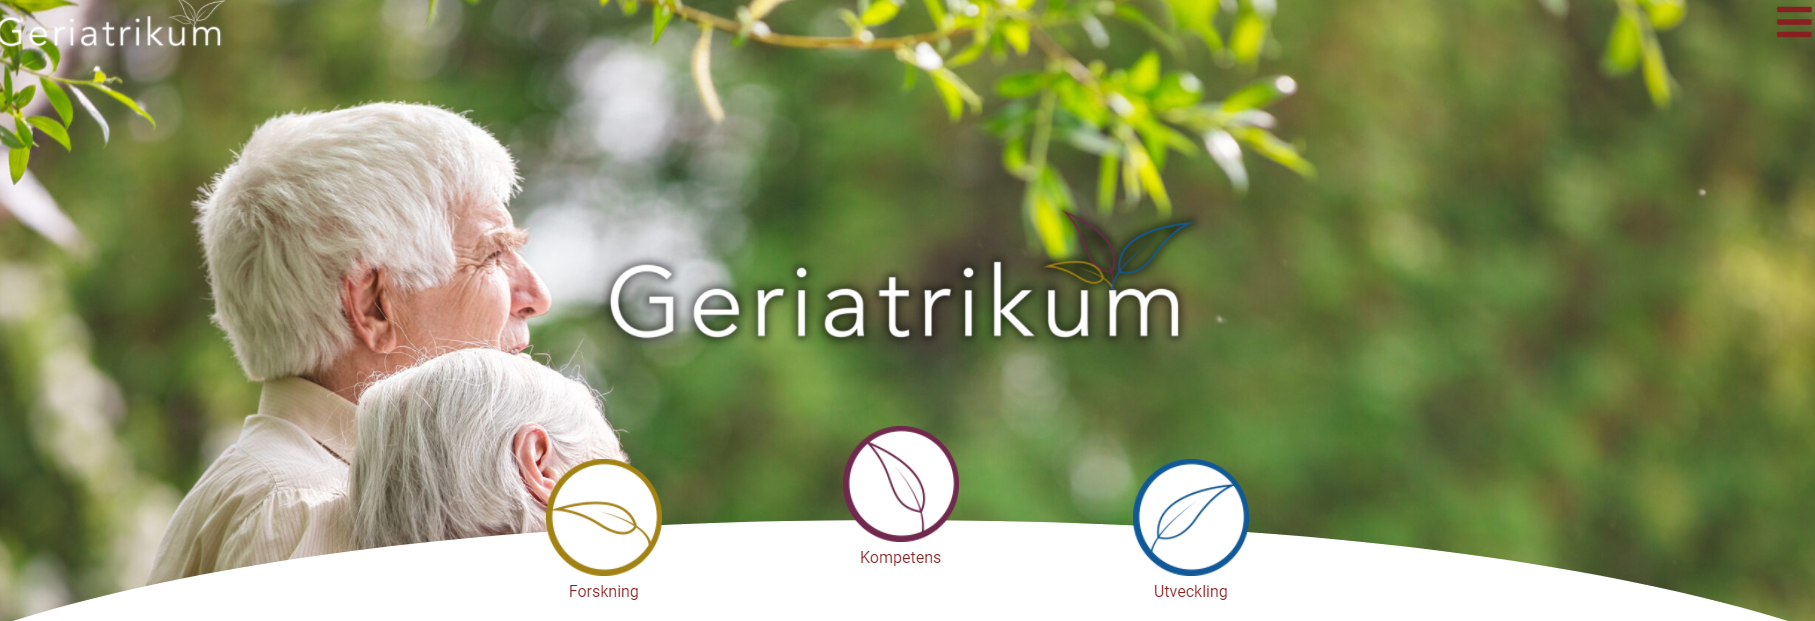 Geriatrikum
Geriatrikum
Kompetens
Forskning
Utveckling